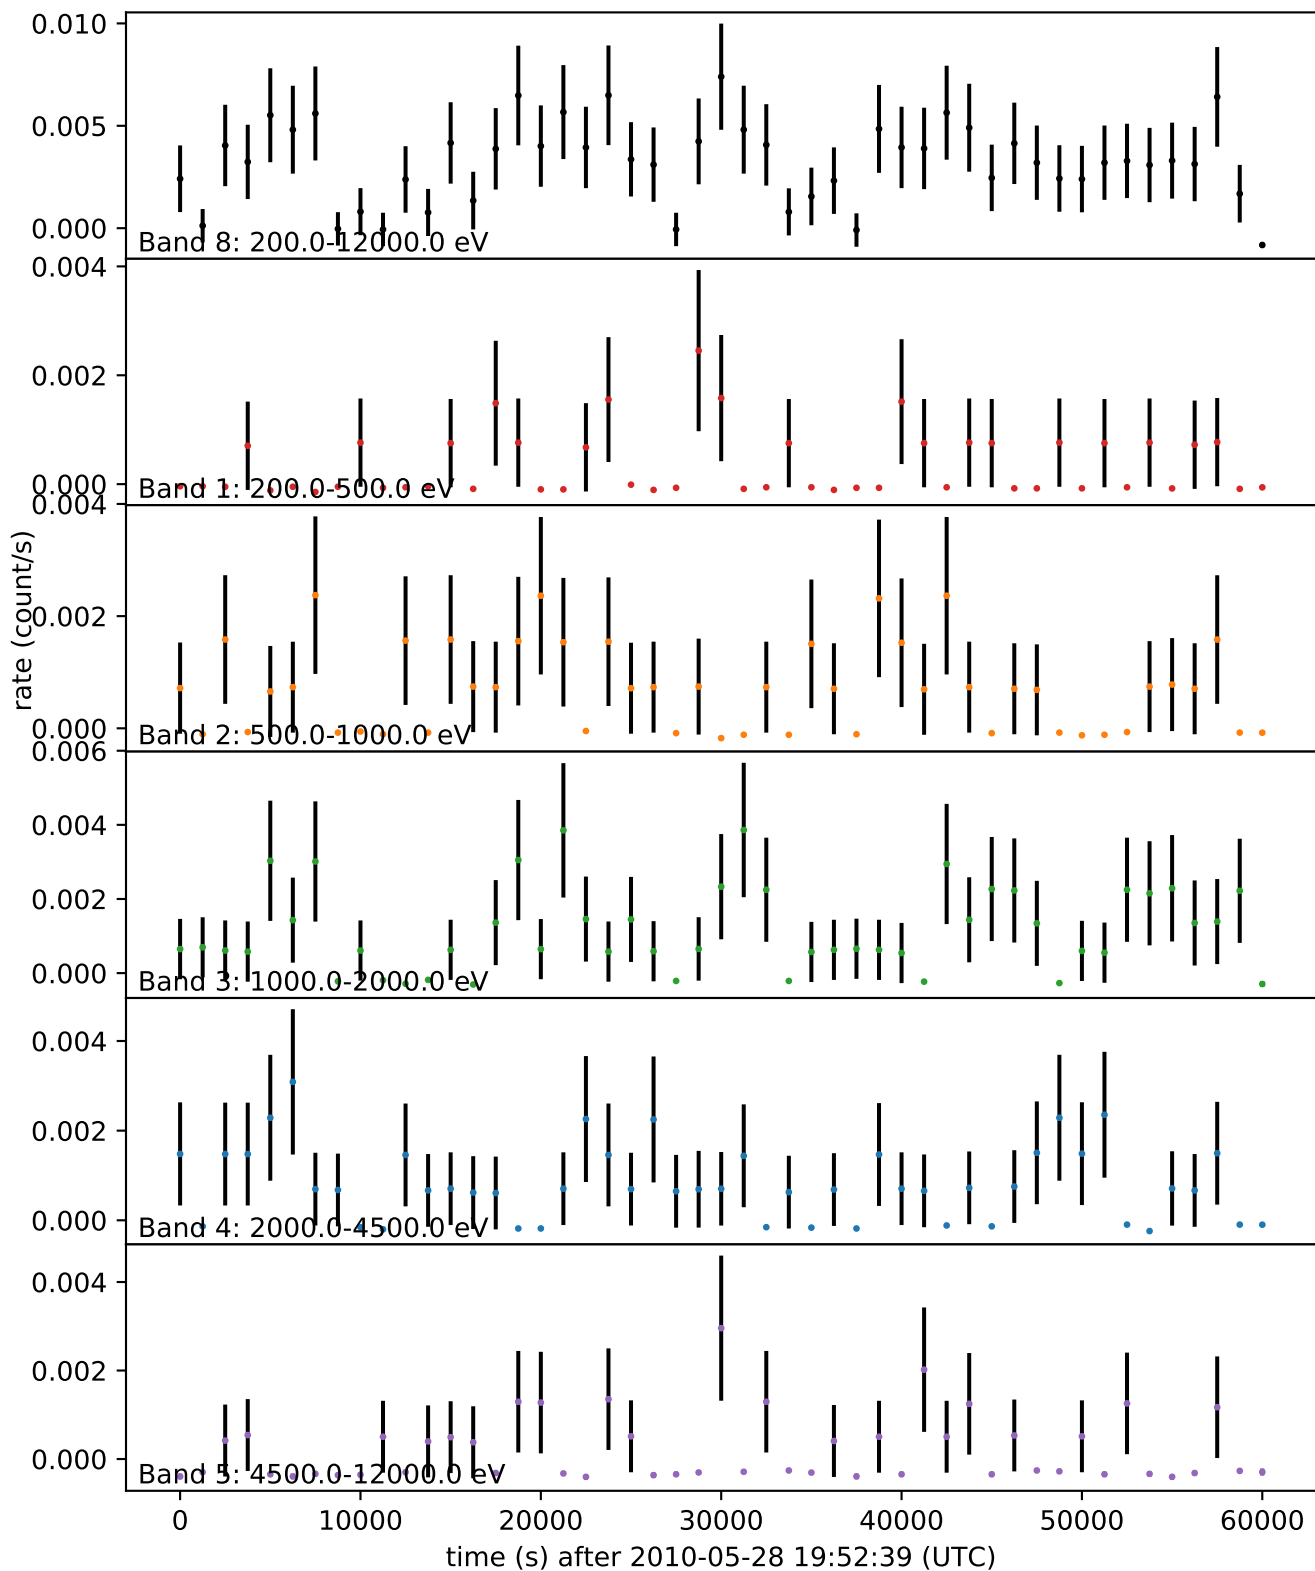 0.010
0.005
0.000
Band 8: 200.0-12000.0 eV
0.004
0.002
0.000
Band 1: 200.0-500.0 eV
0.004
0.002
0.000
Band 2: 500.0-1000.0 eV
rate (count/s)
0.006
0.004
0.002
0.000
Band 3: 1000.0-2000.0 eV
0.004
0.002
0.000
Band 4: 2000.0-4500.0 eV
0.004
0.002
0.000
Band 5: 4500.0-12000.0 eV
0 10000 20000 30000 40000 50000 60000
time (s) after 2010-05-28 19:52:39 (UTC)